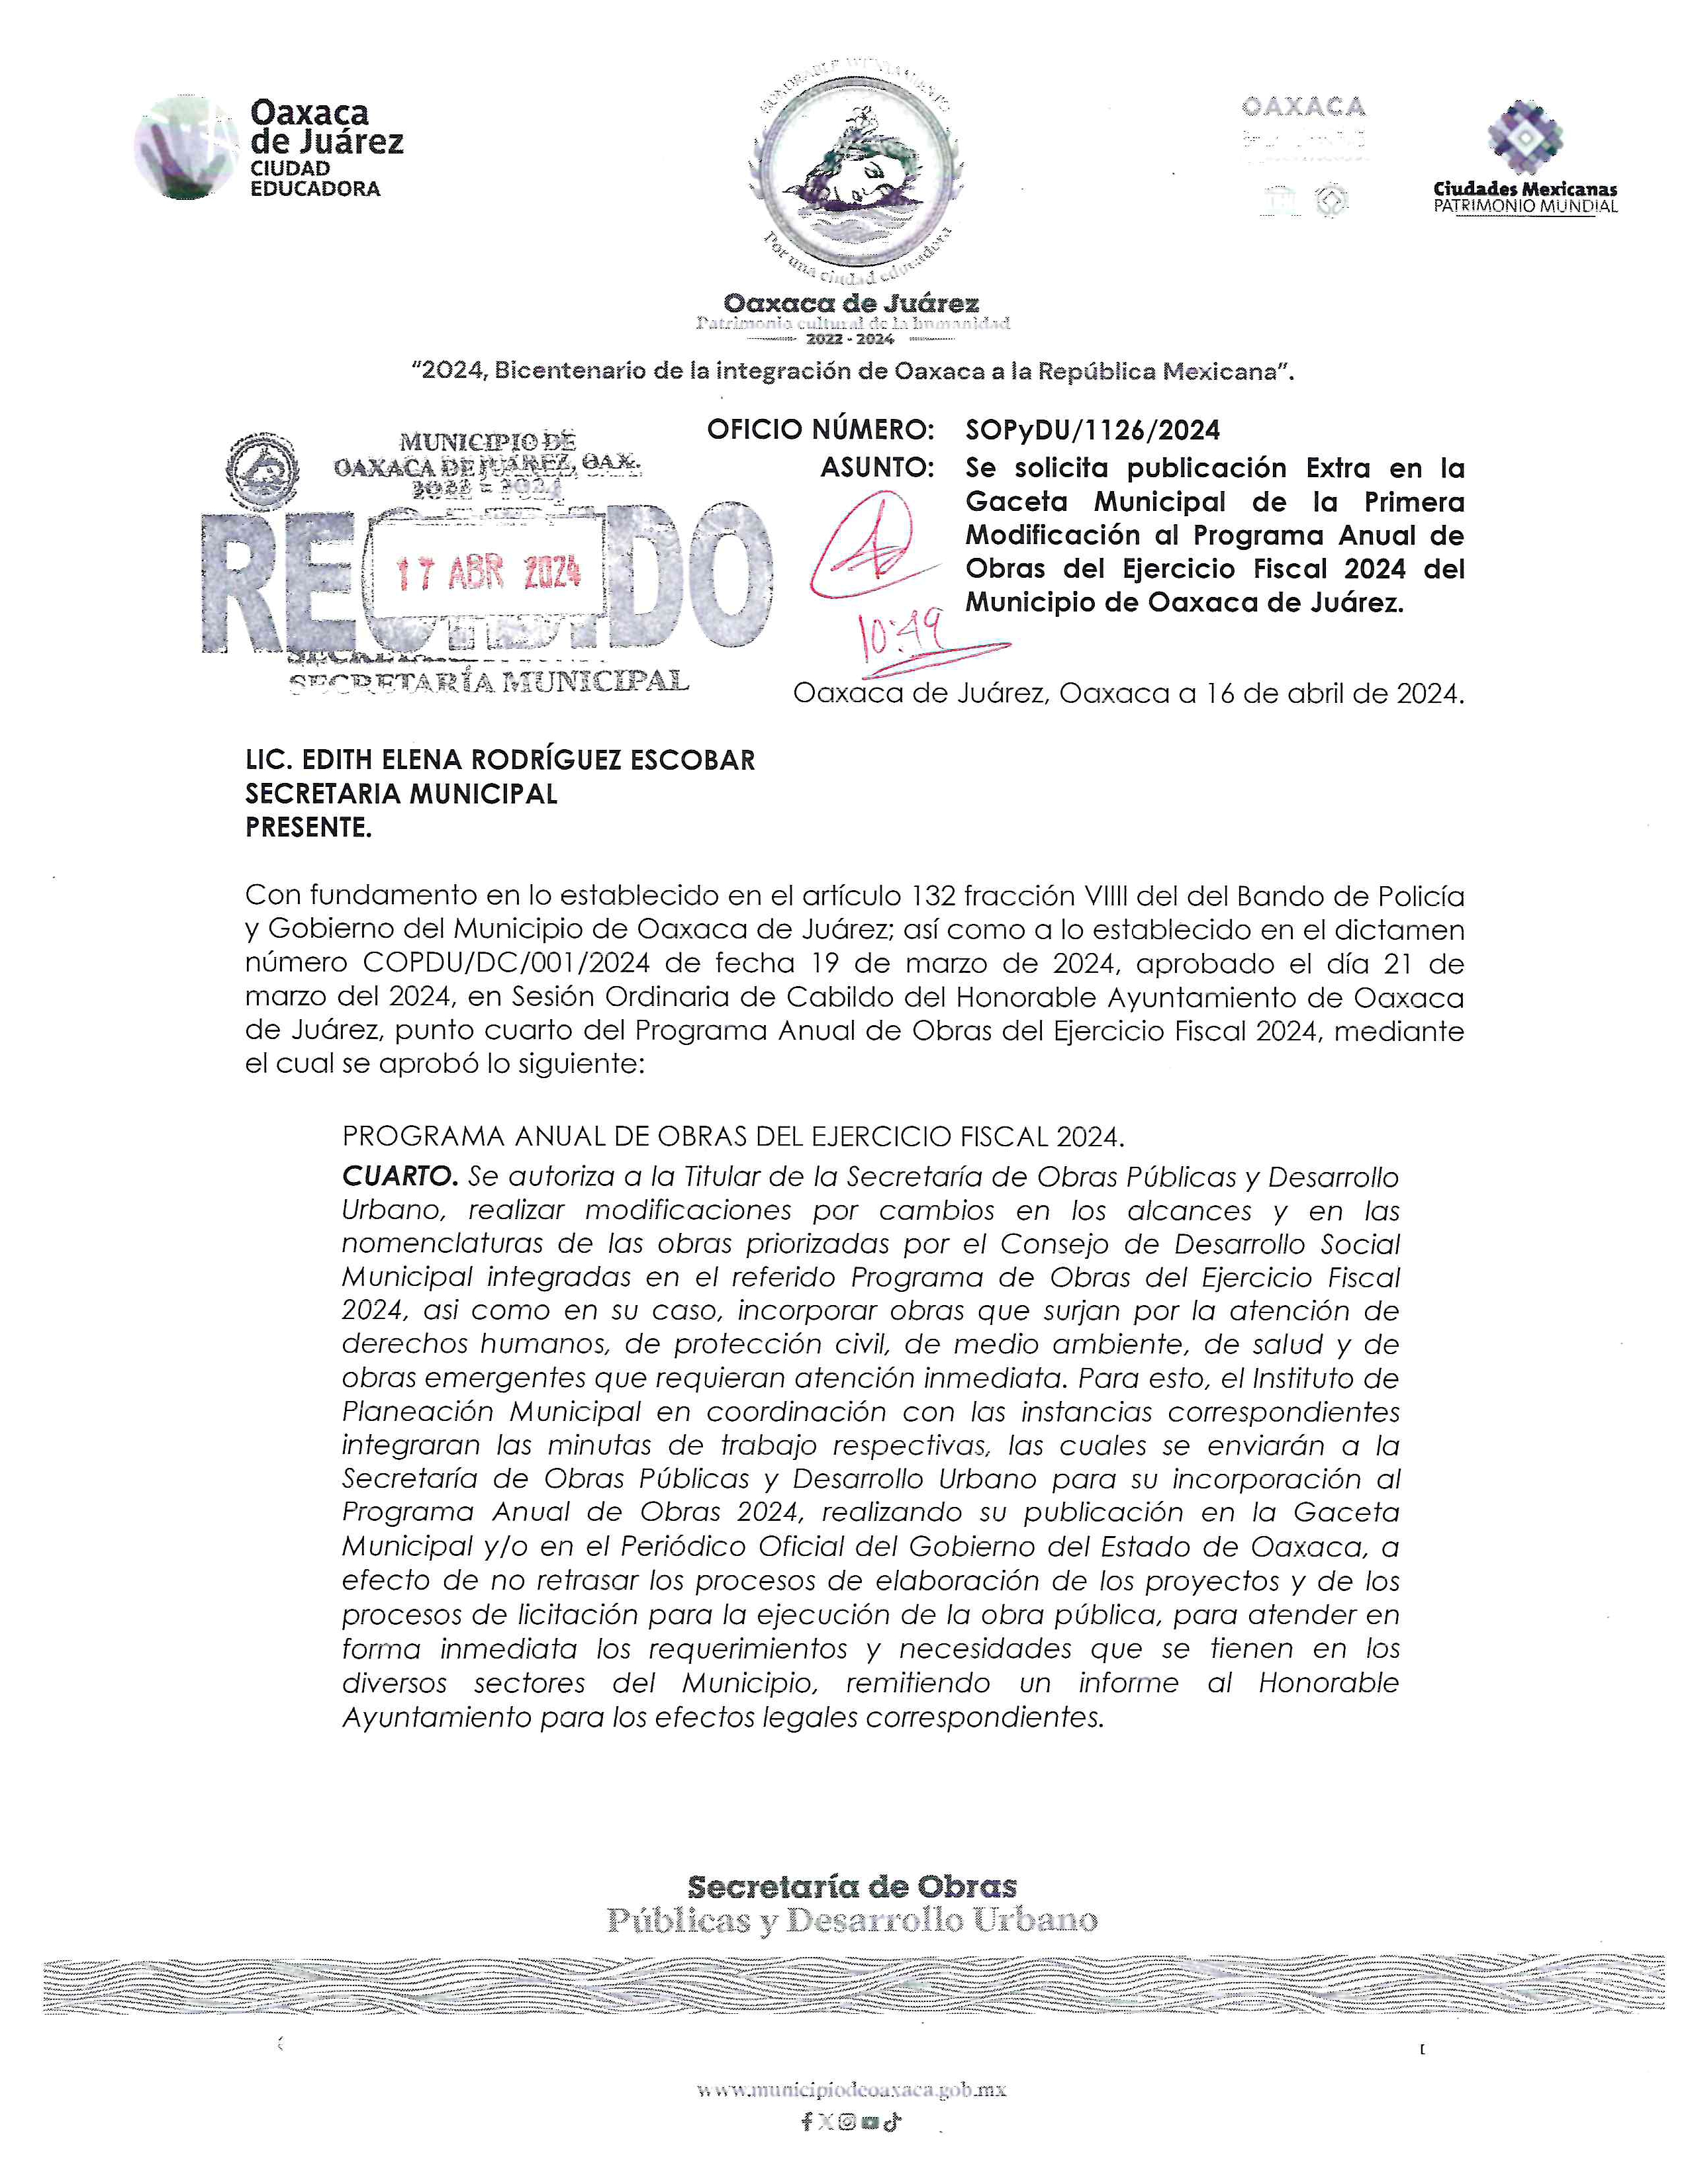 Oaxaca
de Juárez
CIUDAD
EDUCADORA
Por una ciudad educadora
Oaxaca de Juárez
Patrimonio cultural de la humanidad
2022 - 2024
OAXACA
Ciudades Mexicanas
PATRIMONIO MUNDIAL
“2024, Bicentenario de la integración de Oaxaca a la República Mexicana”.
MUNICIPIO DE
OAXACA DE JUÁREZ, OAX.
2022 - 2024
RECIBIDO
17 ABR 2024
SECRETARÍA MUNICIPAL
OFICIO NÚMERO: SOPyDU/1126/2024
ASUNTO: Se solicita publicación Extra en la
Gaceta Municipal de la Primera
Modificación al Programa Anual de
Obras del Ejercicio Fiscal 2024 del
Municipio de Oaxaca de Juárez.
10:49
Oaxaca de Juárez, Oaxaca a 16 de abril de 2024.
LIC. EDITH ELENA RODRÍGUEZ ESCOBAR
SECRETARIA MUNICIPAL
PRESENTE.
Con fundamento en lo establecido en el artículo 132 fracción VIIII del del Bando de Policía
y Gobierno del Municipio de Oaxaca de Juárez; así como a lo establecido en el dictamen
número COPDU/DC/001/2024 de fecha 19 de marzo de 2024, aprobado el día 21 de
marzo del 2024, en Sesión Ordinaria de Cabildo del Honorable Ayuntamiento de Oaxaca
de Juárez, punto cuarto del Programa Anual de Obras del Ejercicio Fiscal 2024, mediante
el cual se aprobó lo siguiente:
PROGRAMA ANUAL DE OBRAS DEL EJERCICIO FISCAL 2024.
CUARTO. Se autoriza a la Titular de la Secretaría de Obras Públicas y Desarrollo
Urbano, realizar modificaciones por cambios en los alcances y en las
nomenclaturas de las obras priorizadas por el Consejo de Desarrollo Social
Municipal integradas en el referido Programa de Obras del Ejercicio Fiscal
2024, asi como en su caso, incorporar obras que surjan por la atención de
derechos humanos, de protección civil, de medio ambiente, de salud y de
obras emergentes que requieran atención inmediata. Para esto, el Instituto de
Planeación Municipal en coordinación con las instancias correspondientes
integraran las minutas de trabajo respectivas, las cuales se enviarán a la
Secretaría de Obras Públicas y Desarrollo Urbano para su incorporación al
Programa Anual de Obras 2024, realizando su publicación en la Gaceta
Municipal y/o en el Periódico Oficial del Gobierno del Estado de Oaxaca, a
efecto de no retrasar los procesos de elaboración de los proyectos y de los
procesos de licitación para la ejecución de la obra pública, para atender en
forma inmediata los requerimientos y necesidades que se tienen en los
diversos sectores del Municipio, remitiendo un informe al Honorable
Ayuntamiento para los efectos legales correspondientes.
Secretaría de Obras
Públicas y Desarrollo Urbano
www.municipiodeoaxaca.gob.mx